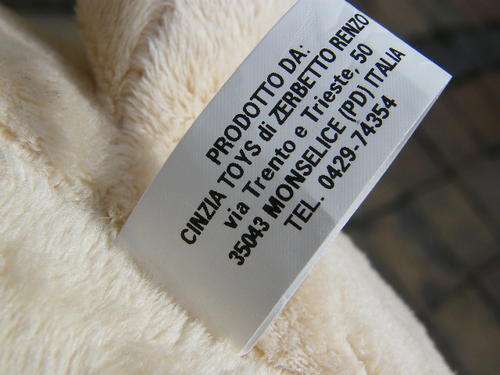 PRODOTTO DA:
CINZIA TOYS di ZERBETTO RENZO
via Trento e Trieste, 50
35043 MONSELICE (PD) ITALIA
TEL. 0429-74354